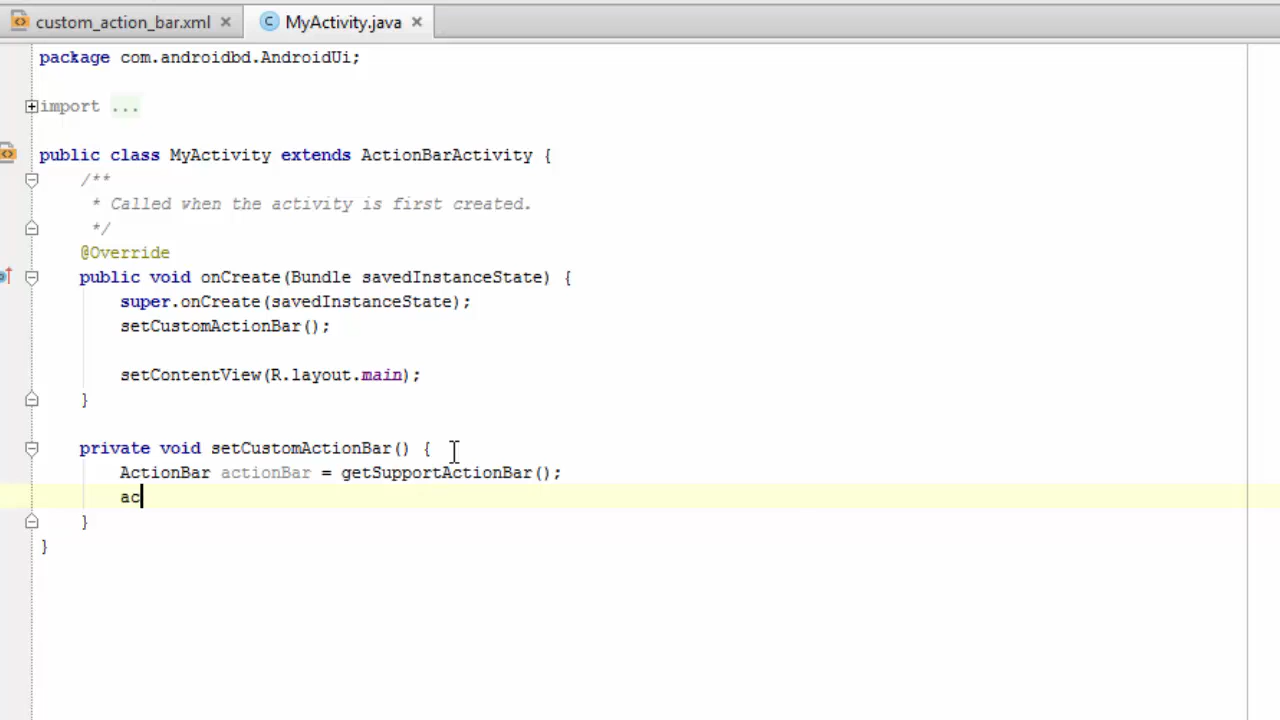 custom_action_bar.xml MyActivity.java
package com.androidbd.AndroidUi;
import ...
public class MyActivity extends ActionBarActivity {
/**
* Called when the activity is first created.
*/
@Override
public void onCreate(Bundle savedInstanceState) {
super.onCreate(savedInstanceState);
setCustomActionBar();
setContentView(R.layout.main);
}
private void setCustomActionBar() {
ActionBar actionBar = getSupportActionBar();
ac
}
}